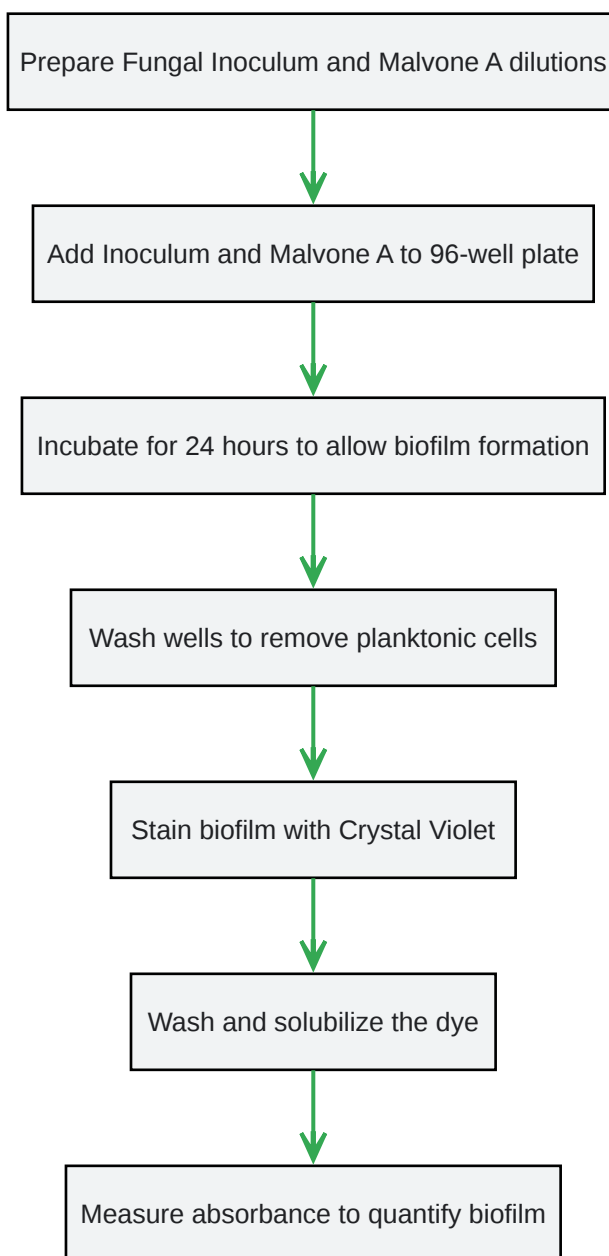 Prepare Fungal Inoculum and Malvone A dilutions
Add Inoculum and Malvone A to 96-well plate
Incubate for 24 hours to allow biofilm formation
Wash wells to remove planktonic cells
Stain biofilm with Crystal Violet
Wash and solubilize the dye
Measure absorbance to quantify biofilm